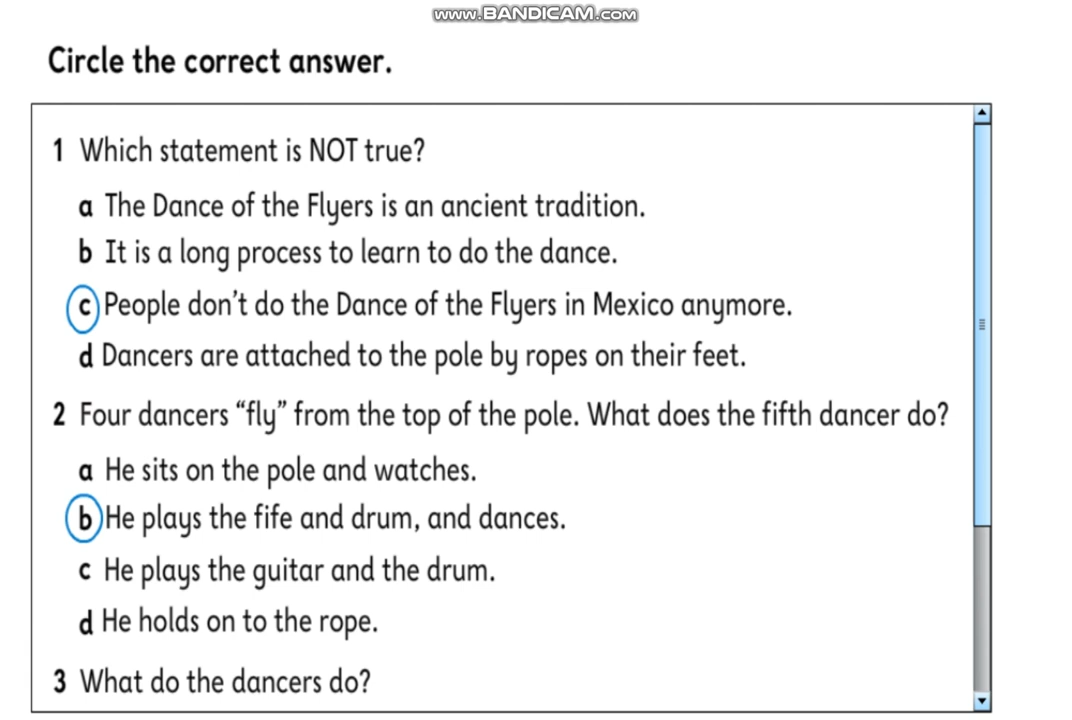 www.BANDICAM.com
Circle the correct answer.
1 Which statement is NOT true?
a The Dance of the Flyers is an ancient tradition.
b It is a long process to learn to do the dance.
c People don't do the Dance of the Flyers in Mexico anymore.
d Dancers are attached to the pole by ropes on their feet.
2 Four dancers “fly” from the top of the pole. What does the fifth dancer do?
a He sits on the pole and watches.
b He plays the fife and drum, and dances.
c He plays the guitar and the drum.
d He holds on to the rope.
3 What do the dancers do?